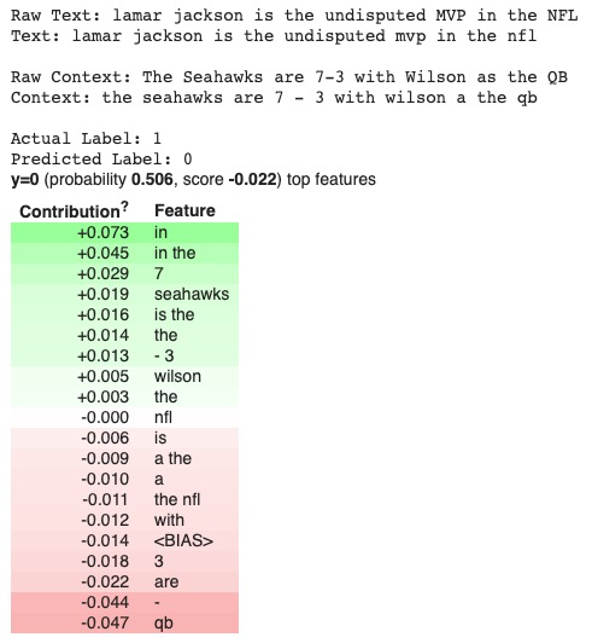 Raw Text: lamar jackson is the undisputed MVP in the NFL
Text: lamar jackson is the undisputed mvp in the nfl
Raw Context: The Seahawks are 7-3 with Wilson as the QB
Context: the seahawks are 7 - 3 with wilson a the qb
Actual Label: 1
Predicted Label: 0
y=0 (probability 0.506, score -0.022) top features
Contribution? Feature
+0.073 in
+0.045 in the
+0.029 7
+0.019 seahawks
+0.016 is the
+0.014 the
+0.013 - 3
+0.005 wilson
+0.003 the
-0.000 nfl
-0.006 is
-0.009 a the
-0.010 a
-0.011 the nfl
-0.012 with
-0.014 <BIAS>
-0.018 3
-0.022 are
-0.044 -
-0.047 qb